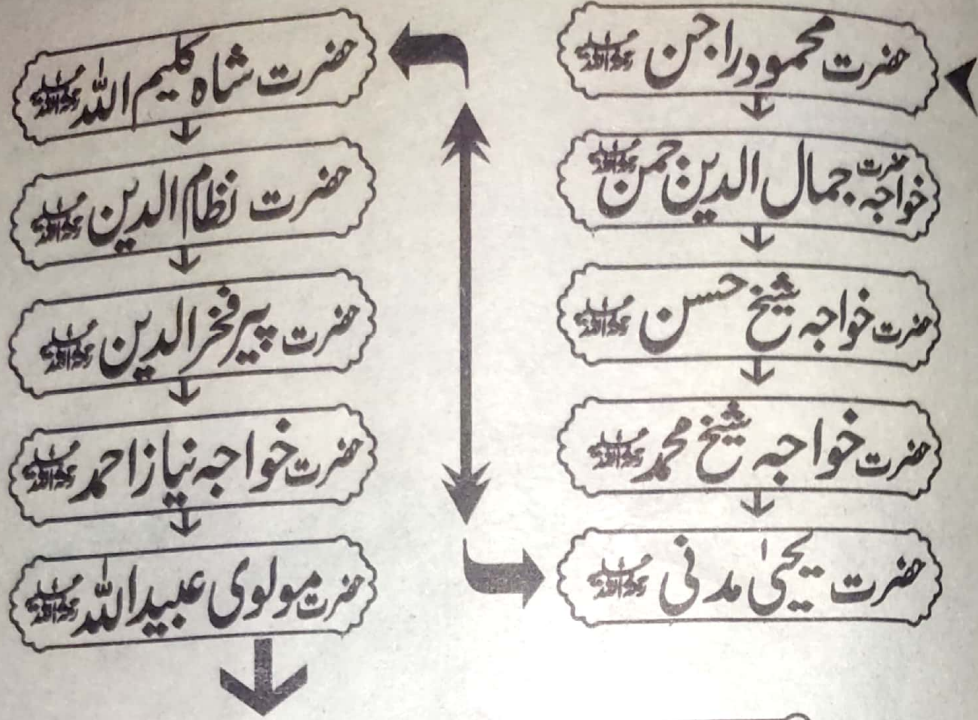 حضرت محمود راجن رحمۃ اللہ علیہ
خواجہ حضرت جمال الدین جمن رحمۃ اللہ علیہ
حضرت خواجہ شیخ حسن رحمۃ اللہ علیہ
حضرت خواجہ شیخ محمد رحمۃ اللہ علیہ
حضرت یحییٰ مدنی رحمۃ اللہ علیہ
حضرت شاہ کلیم اللہ رحمۃ اللہ علیہ
حضرت نظام الدین رحمۃ اللہ علیہ
حضرت پیر فخر الدین رحمۃ اللہ علیہ
حضرت خواجہ نیاز احمد رحمۃ اللہ علیہ
حضرت مولوی عبید اللہ رحمۃ اللہ علیہ